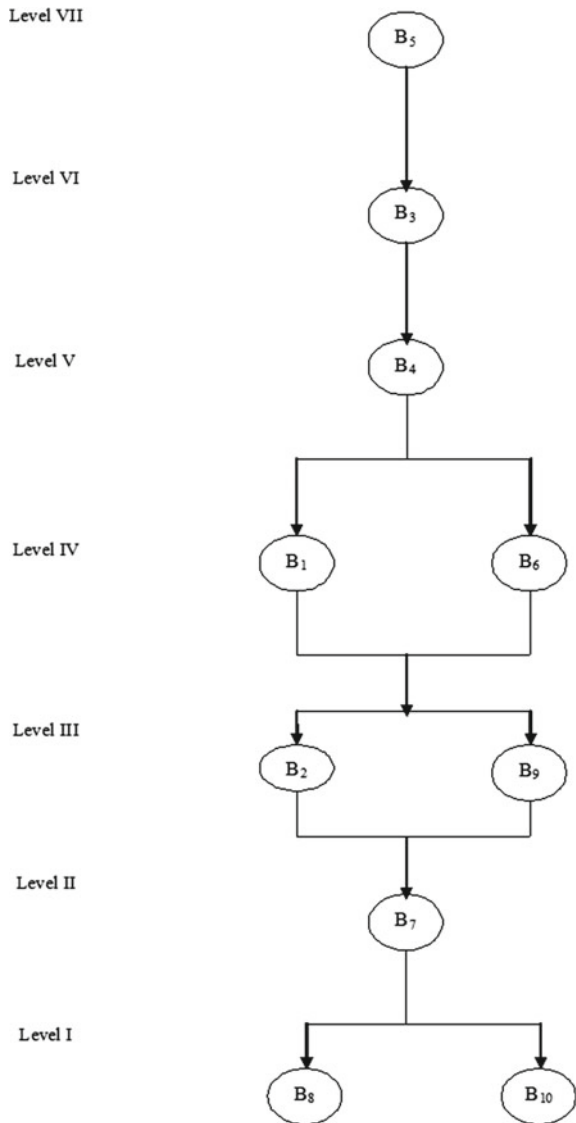 Level VII
B₅
Level VI
B₃
Level V
B₄
Level IV
B₁ B₆
Level III
B₂ B₉
Level II
B₇
Level I
B₈ B₁₀